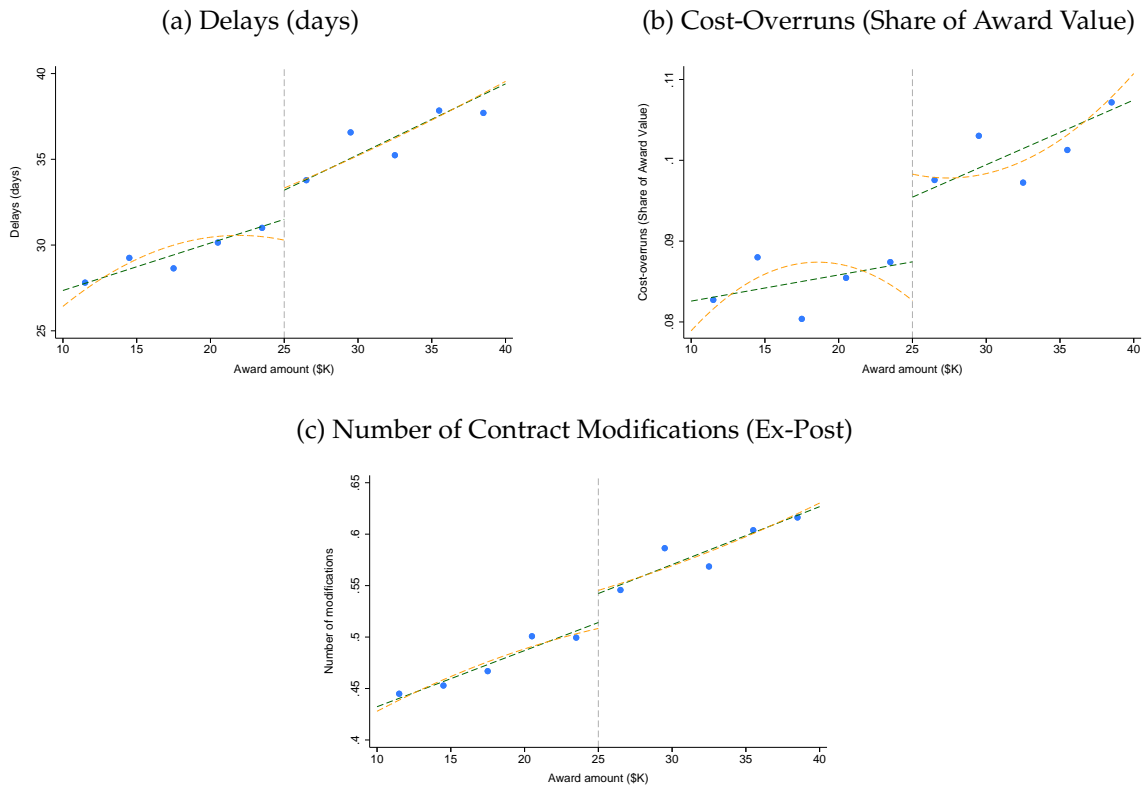 (a) Delays (days)
(b) Cost-Overruns (Share of Award Value)
Delays (days)
40
35
30
25
10 15 20 25 30 35 40
Award amount ($K)
Cost-overruns (Share of Award Value)
.11
.1
.09
.08
10 15 20 25 30 35 40
Award amount ($K)
(c) Number of Contract Modifications (Ex-Post)
Number of modifications
.65
.6
.55
.5
.45
.4
10 15 20 25 30 35 40
Award amount ($K)